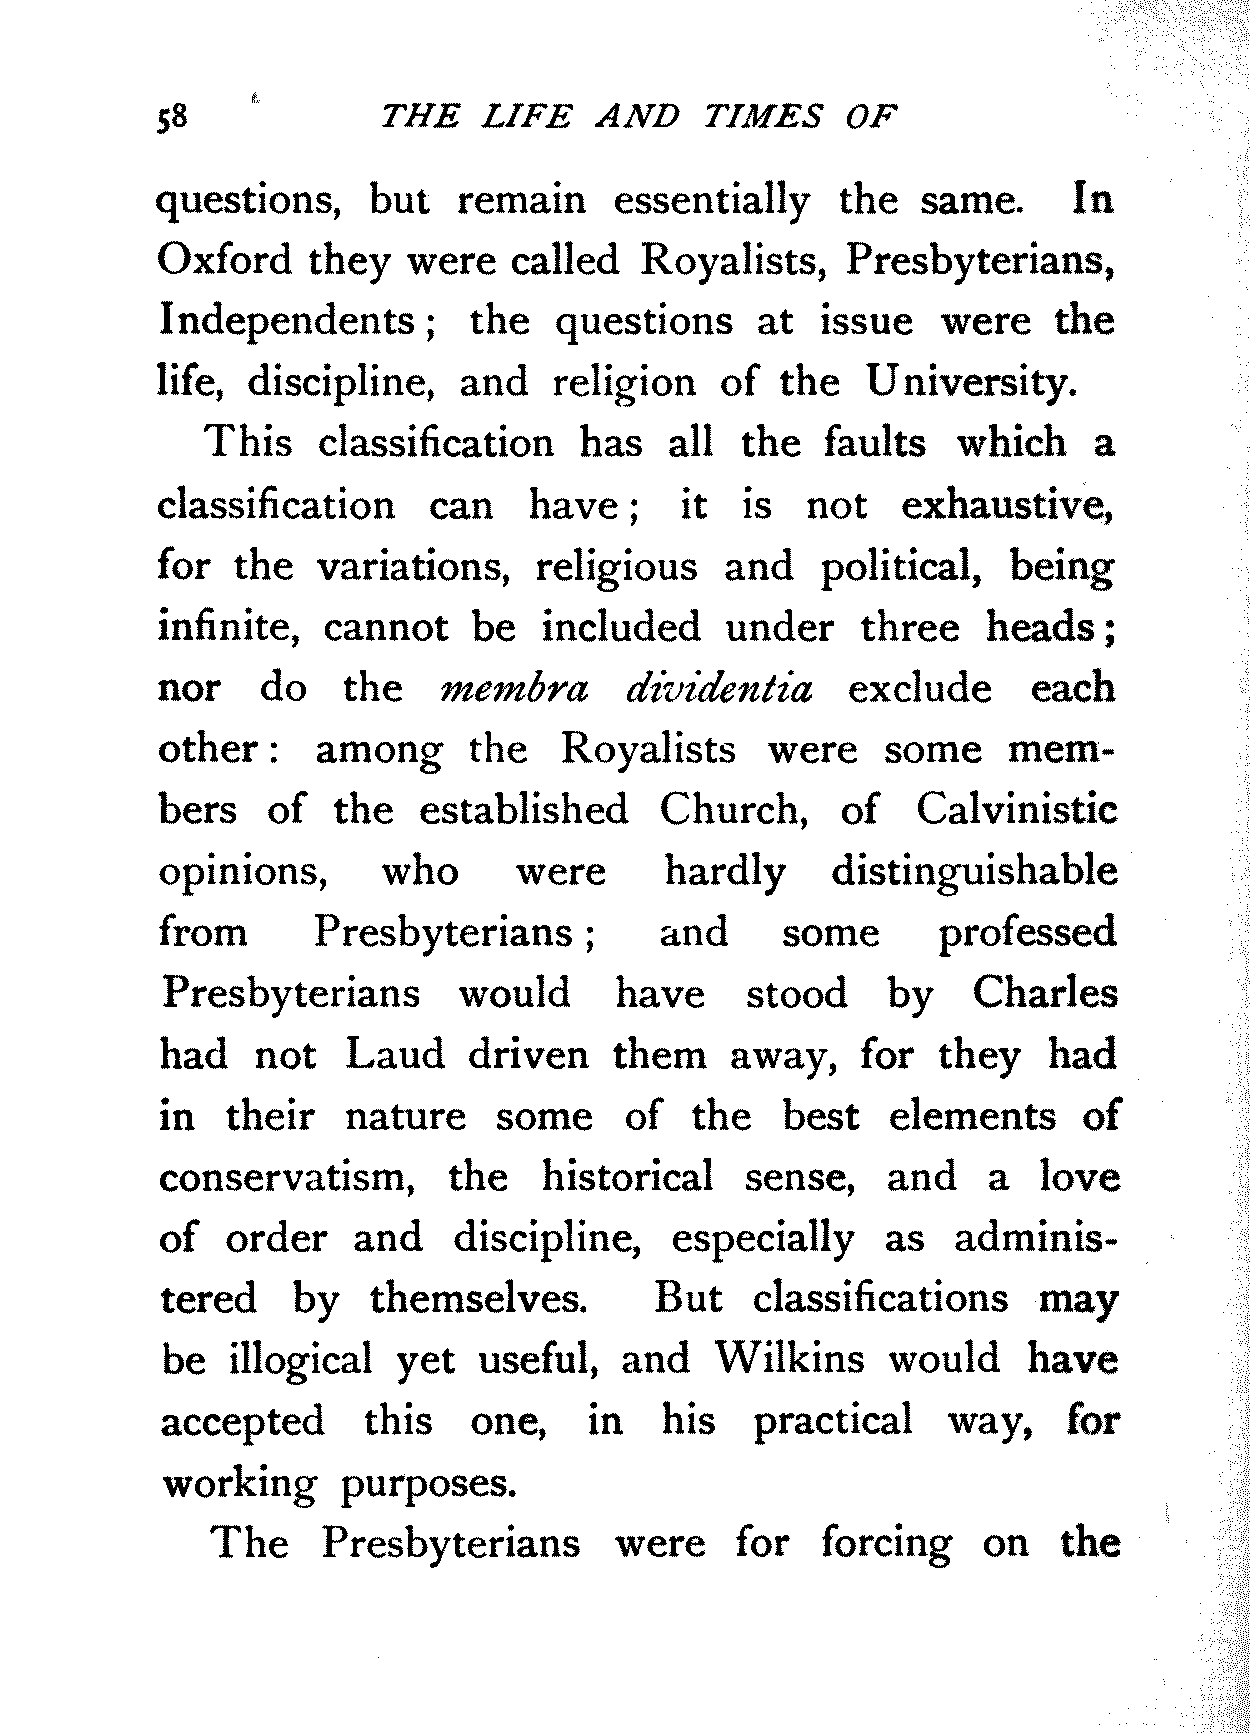 58 THE LIFE AND TIMES OF
questions, but remain essentially the same. In
Oxford they were called Royalists, Presbyterians,
Independents; the questions at issue were the
life, discipline, and religion of the University.
This classification has all the faults which a
classification can have; it is not exhaustive,
for the variations, religious and political, being
infinite, cannot be included under three heads;
nor do the membra dividentia exclude each
other: among the Royalists were some mem-
bers of the established Church, of Calvinistic
opinions, who were hardly distinguishable
from Presbyterians; and some professed
Presbyterians would have stood by Charles
had not Laud driven them away, for they had
in their nature some of the best elements of
conservatism, the historical sense, and a love
of order and discipline, especially as adminis-
tered by themselves. But classifications may
be illogical yet useful, and Wilkins would have
accepted this one, in his practical way, for
working purposes.
The Presbyterians were for forcing on the